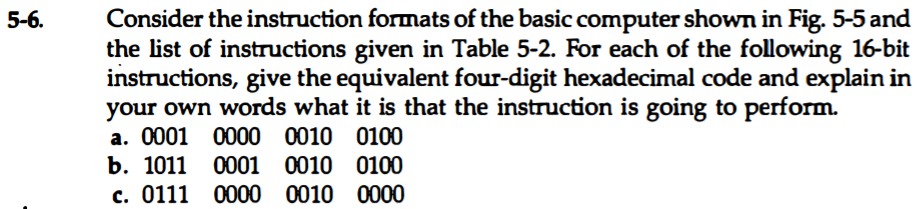 5-6. Consider the instruction formats of the basic computer shown in Fig. 5-5 and
the list of instructions given in Table 5-2. For each of the following 16-bit
instructions, give the equivalent four-digit hexadecimal code and explain in
your own words what it is that the instruction is going to perform.
a. 0001 0000 0010 0100
b. 1011 0001 0010 0100
c. 0111 0000 0010 0000